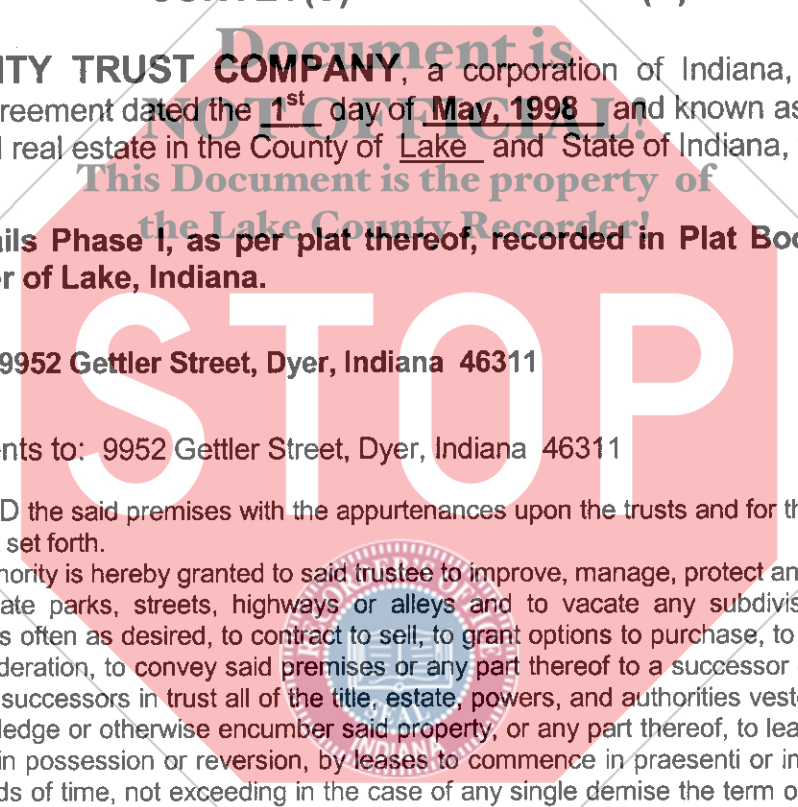 ITY TRUST COMPANY, a corporation of Indiana,
Document is
reement dated the 1st day of May, 1998 and known as
NOT OFFICIAL!
l real estate in the County of Lake and State of Indiana,
This Document is the property of
the Lake County Recorder!
ails Phase I, as per plat thereof, recorded in Plat Boo
r of Lake, Indiana.
STOP
9952 Gettler Street, Dyer, Indiana 46311
nts to: 9952 Gettler Street, Dyer, Indiana 46311
D the said premises with the appurtenances upon the trusts and for th
set forth.
hority is hereby granted to said trustee to improve, manage, protect an
ate parks, streets, highways or alleys and to vacate any subdivis
s often as desired, to contract to sell, to grant options to purchase, to
deration, to convey said premises or any part thereof to a successor
successors in trust all of the title, estate, powers, and authorities veste
ledge or otherwise encumber said property, or any part thereof, to lea
in possession or reversion, by leases to commence in praesenti or in
ds of time, not exceeding in the case of any single demise the term o
RECORDER'S OFFICE
SEAL
INDIANA